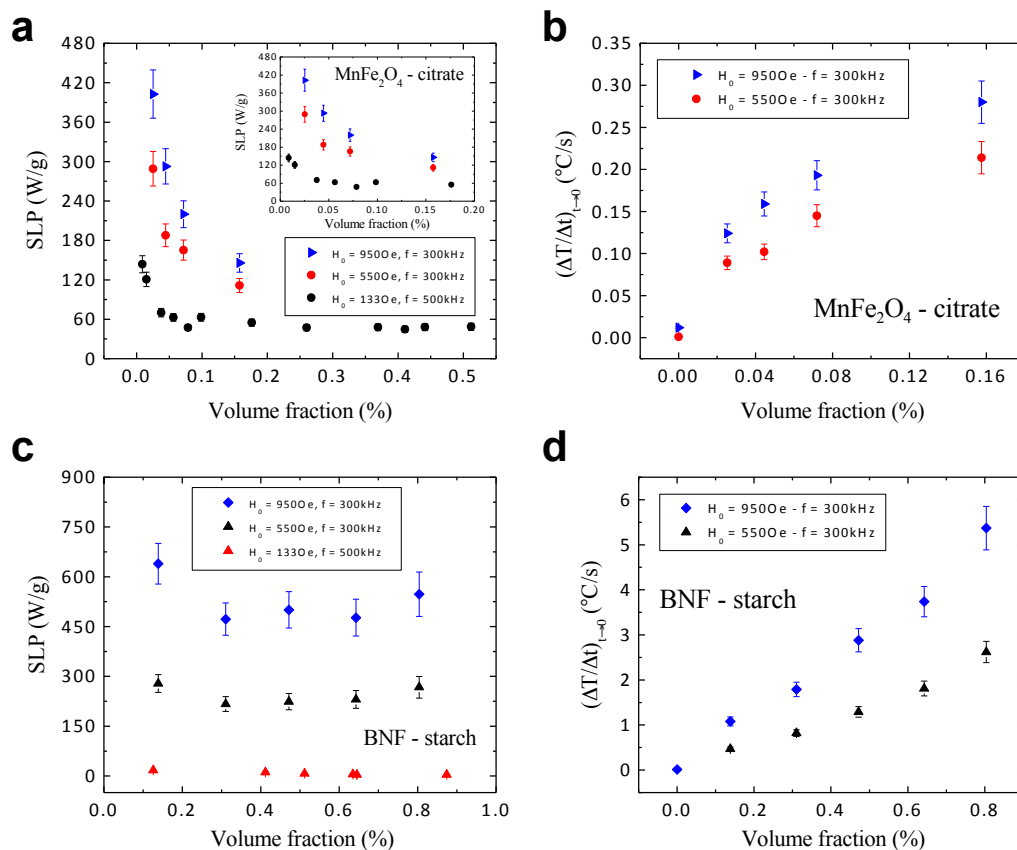 a
SLP (W/g)
480
420
360
300
240
180
120
60
0
0.0 0.1 0.2 0.3 0.4 0.5
Volume fraction (%)
MnFe₂O₄ - citrate
SLP (W/g)
480
420
360
300
240
180
120
60
0
0.00 0.05 0.10 0.15 0.20
Volume fraction (%)
H₀ = 950Oe, f = 300kHz
H₀ = 550Oe, f = 300kHz
H₀ = 133Oe, f = 500kHz
b
(ΔT/Δt)t→0 (°C/s)
0.35
0.30
0.25
0.20
0.15
0.10
0.05
0.00
0.00 0.04 0.08 0.12 0.16
Volume fraction (%)
H₀ = 950Oe - f = 300kHz
H₀ = 550Oe - f = 300kHz
MnFe₂O₄ - citrate
c
SLP (W/g)
900
750
600
450
300
150
0
0.0 0.2 0.4 0.6 0.8 1.0
Volume fraction (%)
H₀ = 950Oe, f = 300kHz
H₀ = 550Oe, f = 300kHz
H₀ = 133Oe, f = 500kHz
BNF - starch
d
(ΔT/Δt)t→0 (°C/s)
6
5
4
3
2
1
0
0.0 0.2 0.4 0.6 0.8
Volume fraction (%)
H₀ = 950Oe - f = 300kHz
H₀ = 550Oe - f = 300kHz
BNF - starch